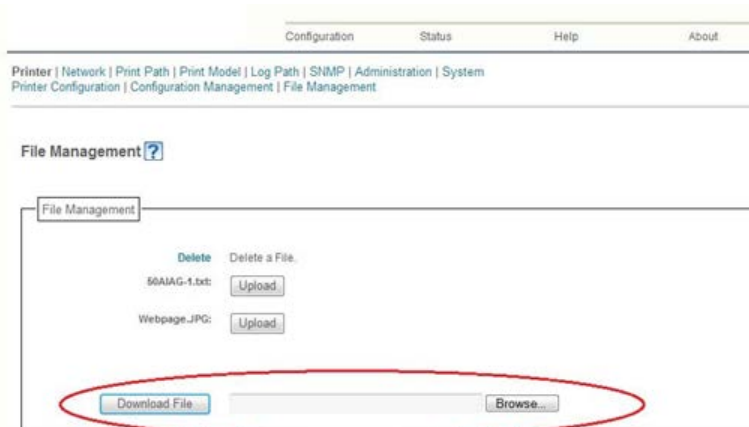 Configuration Status Help About
Printer | Network | Print Path | Print Model | Log Path | SNMP | Administration | System
Printer Configuration | Configuration Management | File Management
File Management ?
File Management
Delete Delete a File.
50AIAG-1.txt: Upload
Webpage.JPG: Upload
Download File Browse...